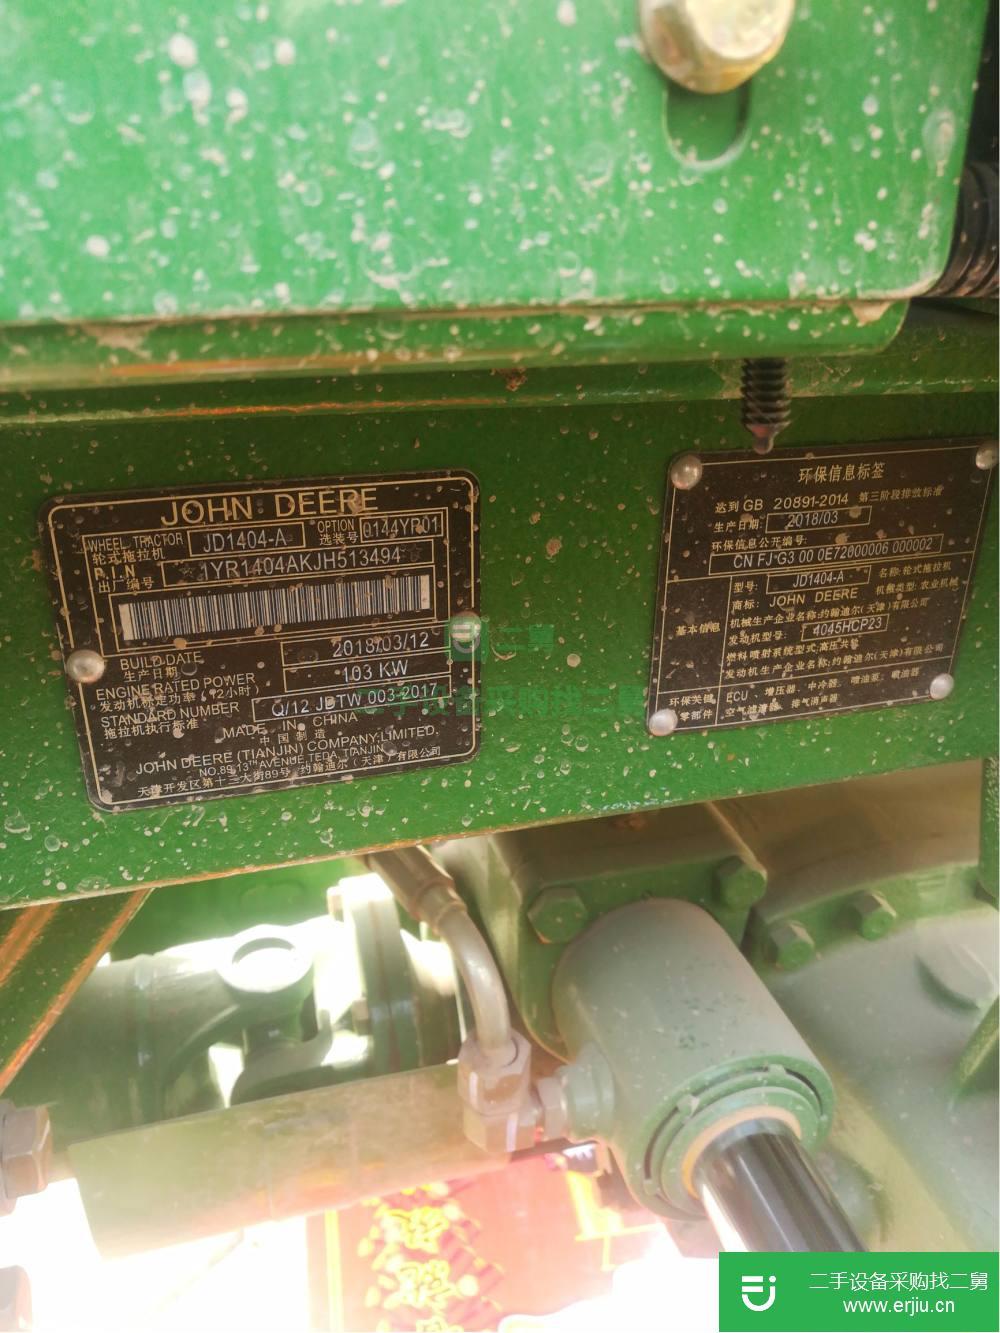 JOHN DEERE
WHEEL TRACTOR JD1404-A OPTION 0144YP01
轮式拖拉机 选装号
P.I.N 1YR1404AKJH513494
出厂编号
BUILD DATE 2018/03/12
生产日期
ENGINE RATED POWER 103 KW
发动机标定功率(12小时)
STANDARD NUMBER Q/12 JDTW 003-2017
拖拉机执行标准
MADE IN CHINA
中国制造
JOHN DEERE (TIANJIN) COMPANY LIMITED.
NO.89,13TH AVENUE,TEDA,TIANJIN
天津开发区第十三大街89号 约翰迪尔(天津)有限公司
环保信息标签
达到 GB 20891-2014 第三阶段排放标准
生产日期: 2018/03
环保信息公开编号:
CN FJ G3 00 0E72000006 000002
型号: JD1404-A 名称:轮式拖拉机
商标: JOHN DEERE 机械类型:农业机械
机械生产企业名称:约翰迪尔(天津)有限公司
基本信息 发动机型号: 4045HCP23
燃料喷射系统型式:高压共轨
发动机生产企业名称:约翰迪尔(天津)有限公司
环保关键零部件 ECU、增压器、中冷器、喷油泵、喷油器、
空气滤清器、排气消声器
二舅
二手设备采购找二舅
二手设备采购找二舅
www.erjiu.cn